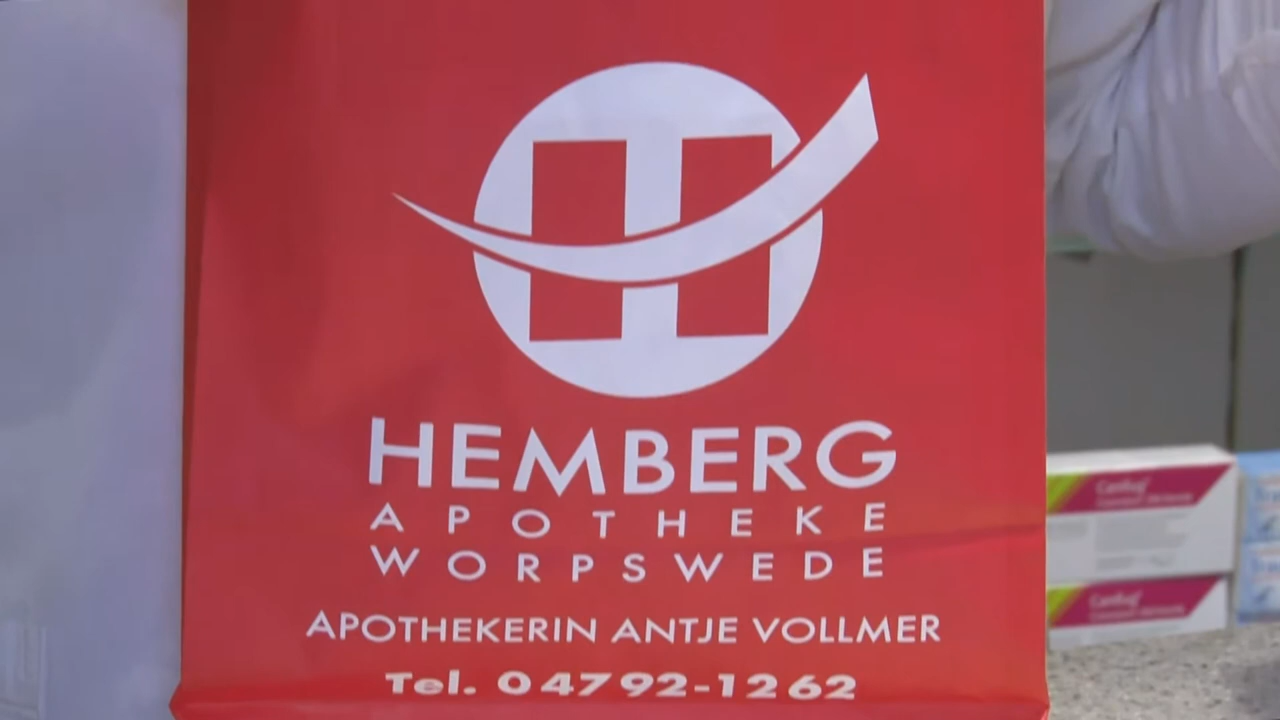 H
HEMBERG
APOTHEKE
WORPSWEDE
APOTHEKERIN ANTJE VOLLMER
Tel. 04792-1262